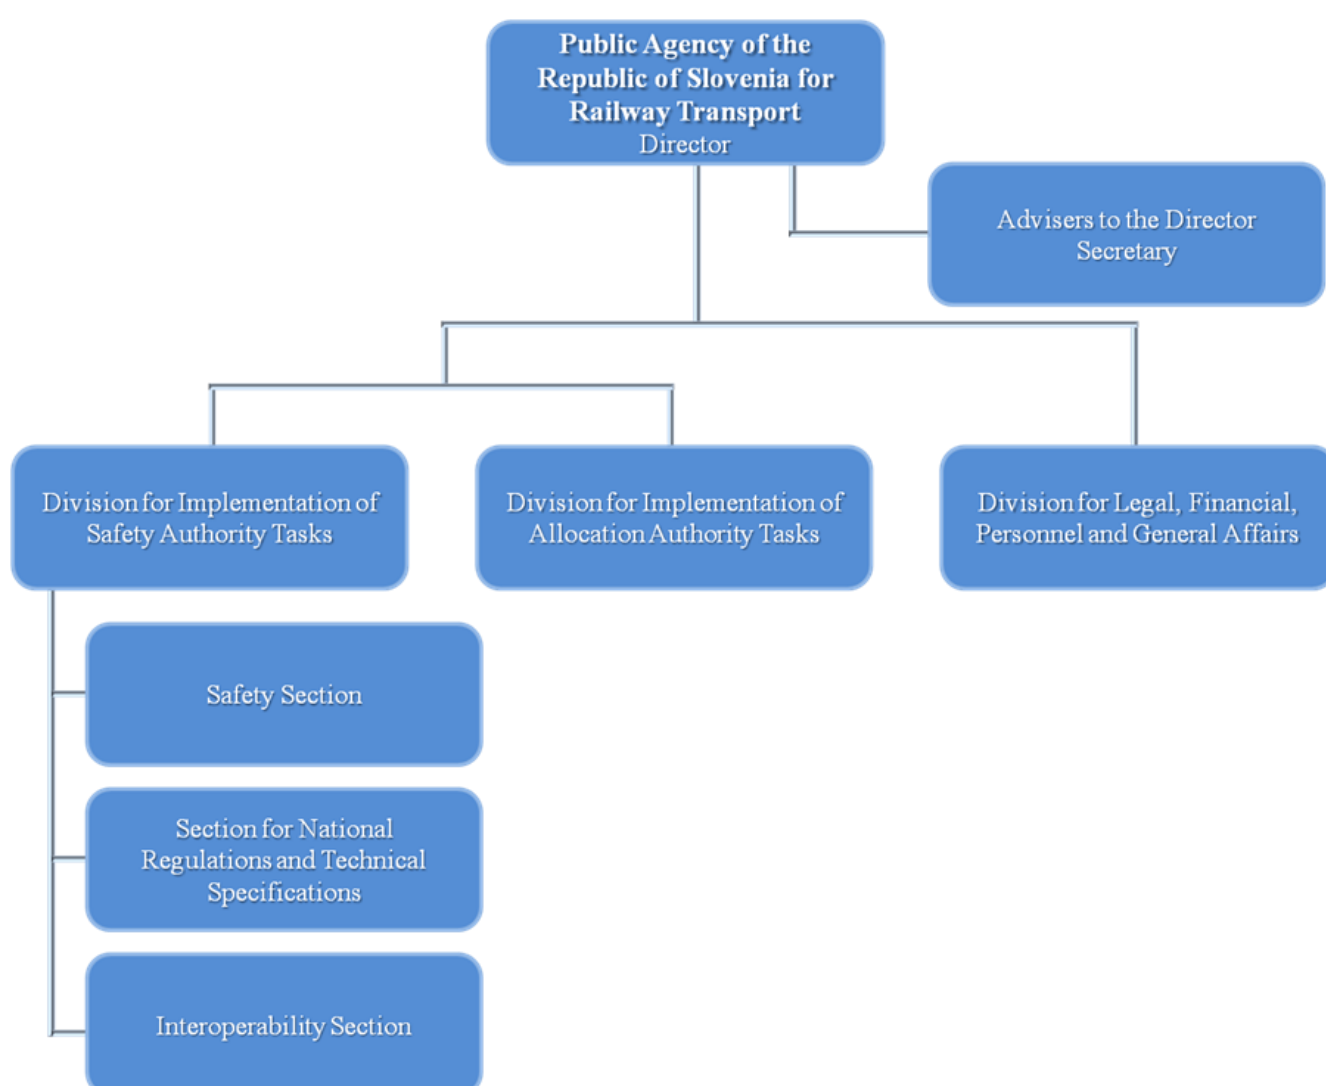 Public Agency of the
Republic of Slovenia for
Railway Transport
Director
Advisers to the Director
Secretary
Division for Implementation of
Safety Authority Tasks
Division for Implementation of
Allocation Authority Tasks
Division for Legal, Financial,
Personnel and General Affairs
Safety Section
Section for National
Regulations and Technical
Specifications
Interoperability Section